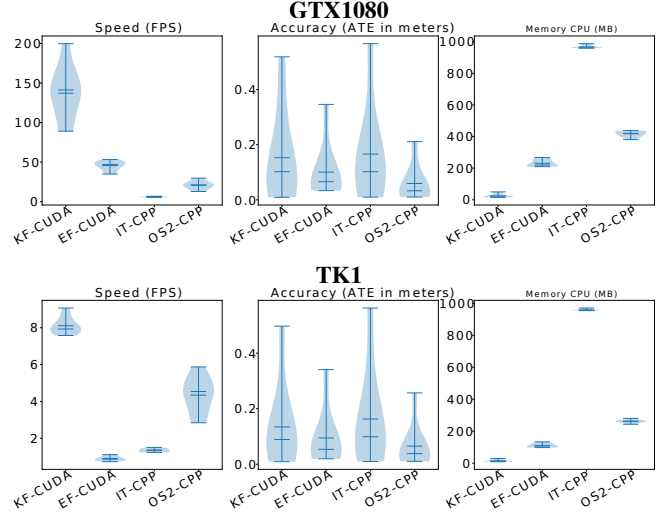 GTX1080
Speed (FPS) Accuracy (ATE in meters) Memory CPU (MB)
200
150
100
50
0
KF-CUDA EF-CUDA IT-CPP OS2-CPP
0.4
0.2
0.0
KF-CUDA EF-CUDA IT-CPP OS2-CPP
1000
800
600
400
200
0
KF-CUDA EF-CUDA IT-CPP OS2-CPP
TK1
Speed (FPS) Accuracy (ATE in meters) Memory CPU (MB)
8
6
4
2
KF-CUDA EF-CUDA IT-CPP OS2-CPP
0.4
0.2
0.0
KF-CUDA EF-CUDA IT-CPP OS2-CPP
1000
800
600
400
200
0
KF-CUDA EF-CUDA IT-CPP OS2-CPP